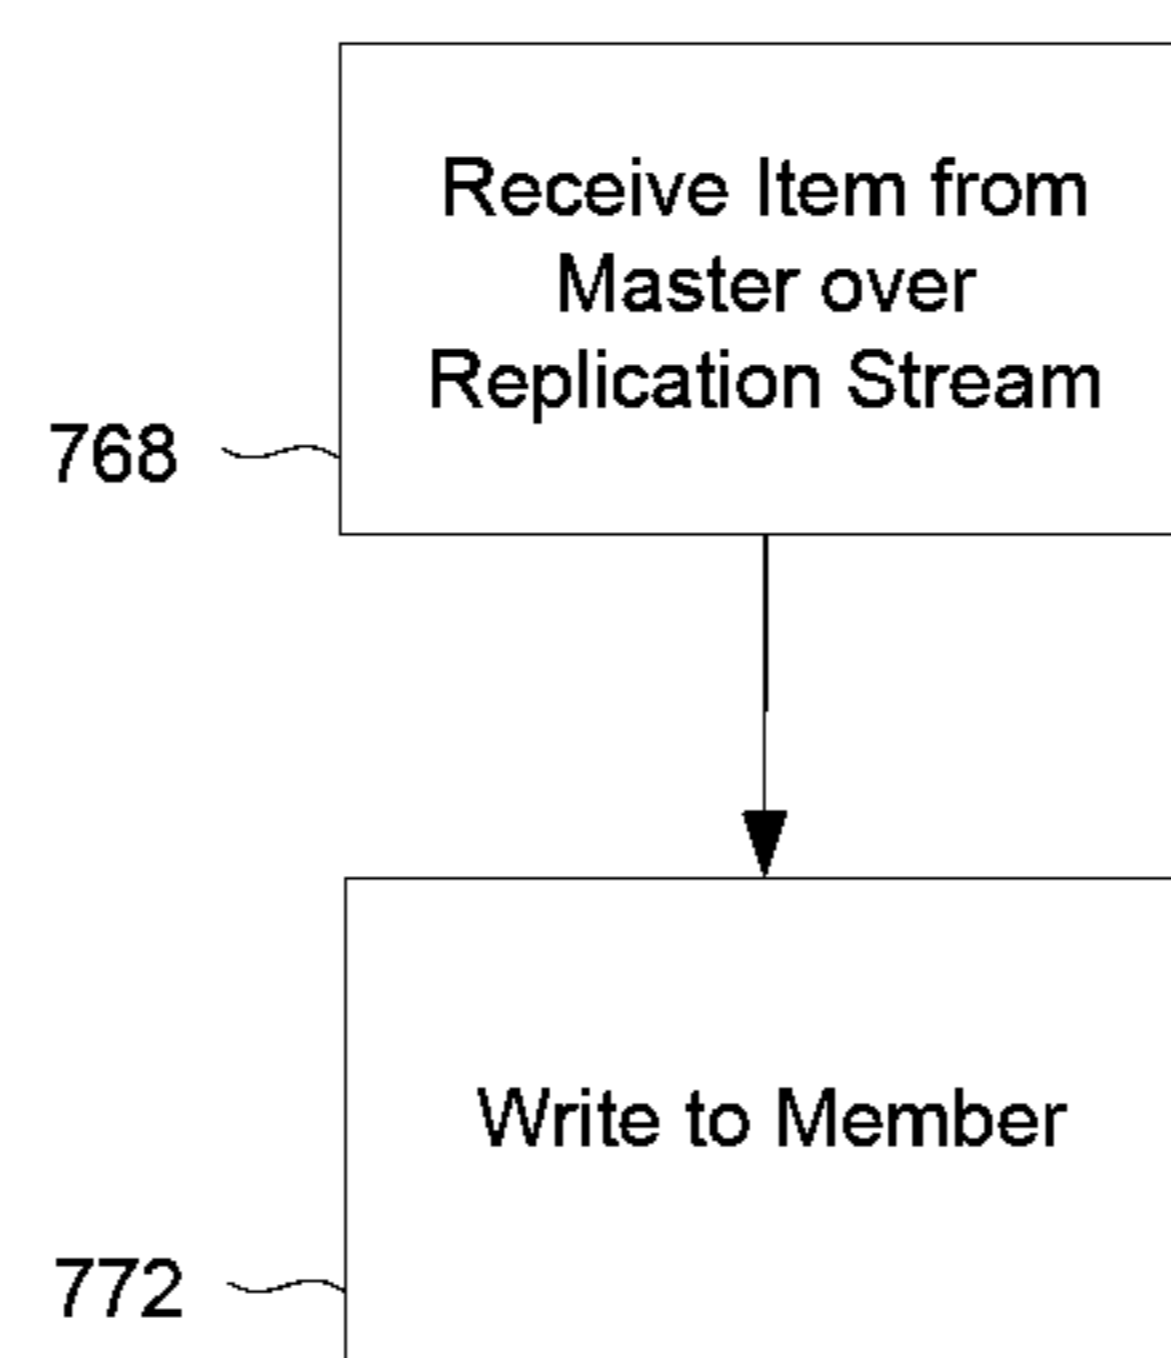 Receive Item from
Master over
Replication Stream
768
Write to Member
772